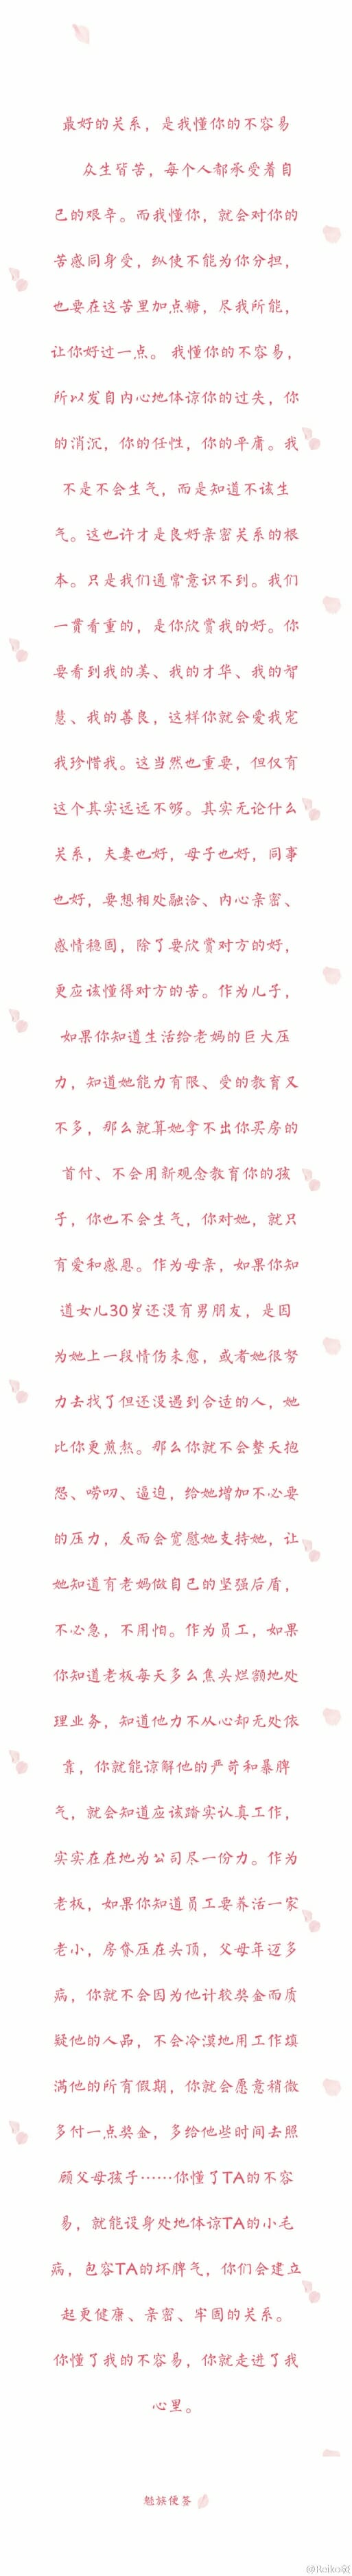 最好的关系，是我懂你的不容易
众生皆苦，每个人都承受着自
己的艰辛。而我懂你，就会对你的
苦感同身受，纵使不能为你分担，
也要在这苦里加点糖，尽我所能，
让你好过一点。 我懂你的不容易，
所以发自内心地体谅你的过失，你
的消沉，你的任性，你的平庸。我
不是不会生气，而是知道不该生
气。这也许才是良好亲密关系的根
本。只是我们通常意识不到。我们
一贯看重的，是你欣赏我的好。你
要看到我的美、我的才华、我的智
慧、我的善良，这样你就会爱我宠
我珍惜我。这当然也重要，但仅有
这个其实远远不够。其实无论什么
关系，夫妻也好，母子也好，同事
也好，要想相处融洽、内心亲密、
感情稳固，除了要欣赏对方的好，
更应该懂得对方的苦。作为儿子，
如果你知道生活给老妈的巨大压
力，知道她能力有限、受的教育又
不多，那么就算她拿不出你买房的
首付、不会用新观念教育你的孩
子，你也不会生气，你对她，就只
有爱和感恩。作为母亲，如果你知
道女儿30岁还没有男朋友，是因
为她上一段情伤未愈，或者她很努
力去找了但还没遇到合适的人，她
比你更煎熬。那么你就不会整天抱
怨、唠叨、逼迫，给她增加不必要
的压力，反而会宽慰她支持她，让
她知道有老妈做自己的坚强后盾，
不必急，不用怕。作为员工，如果
你知道老板每天多么焦头烂额地处
理业务，知道他力不从心却无处依
靠，你就能谅解他的严苛和暴脾
气，就会知道应该踏实认真工作，
实实在在地为公司尽一份力。作为
老板，如果你知道员工要养活一家
老小，房贷压在头顶，父母年迈多
病，你就不会因为他计较奖金而质
疑他的人品，不会冷漠地用工作填
满他的所有假期，你就会愿意稍微
多付一点奖金，多给他些时间去照
顾父母孩子……你懂了TA的不容
易，就能设身处地体谅TA的小毛
病，包容TA的坏脾气，你们会建立
起更健康、亲密、牢固的关系。
你懂了我的不容易，你就走进了我
心里。
魅族便签